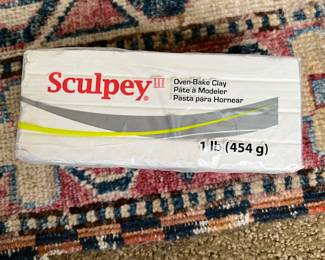 Sculpey III®
Oven-Bake Clay
Pâte à Modeler
Pasta para Hornear
1 lb (454 g)